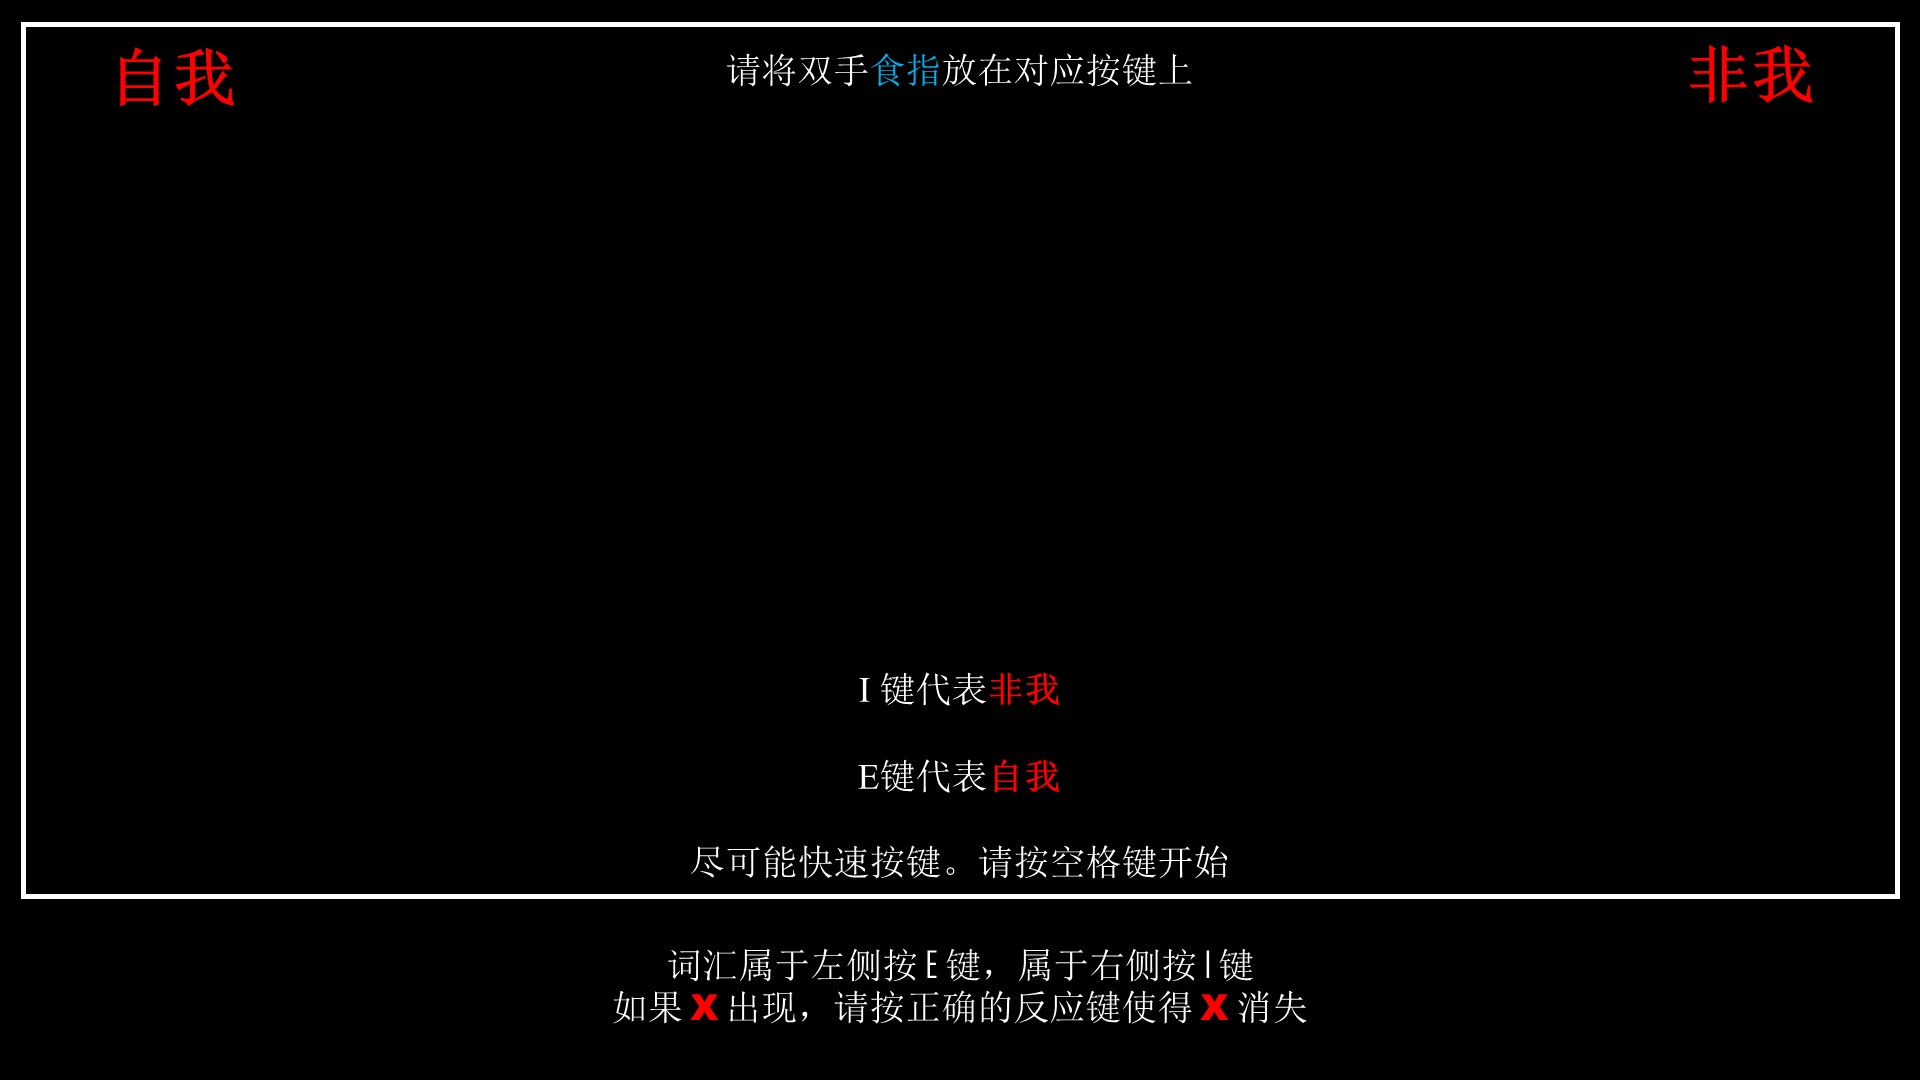 自我
请将双手食指放在对应按键上
非我
I 键代表非我
E键代表自我
尽可能快速按键。请按空格键开始
词汇属于左侧按 E 键，属于右侧按 I 键
如果 X 出现，请按正确的反应键使得 X 消失